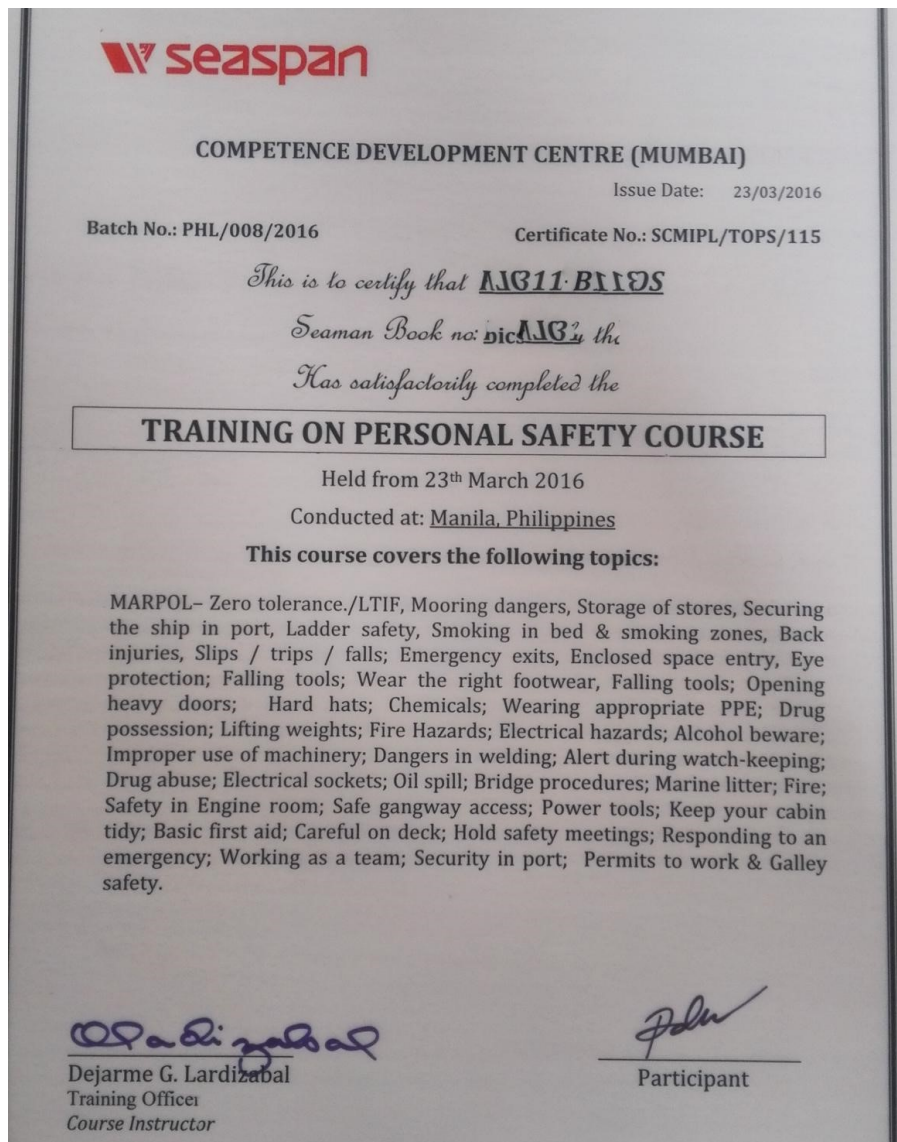 seaspan
COMPETENCE DEVELOPMENT CENTRE (MUMBAI)
Issue Date: 23/03/2016
Batch No.: PHL/008/2016
Certificate No.: SCMIPL/TOPS/115
This is to certify that
Seaman Book no: the
Has satisfactorily completed the
TRAINING ON PERSONAL SAFETY COURSE
Held from 23th March 2016
Conducted at: Manila, Philippines
This course covers the following topics:
MARPOL– Zero tolerance./LTIF, Mooring dangers, Storage of stores, Securing
the ship in port, Ladder safety, Smoking in bed & smoking zones, Back
injuries, Slips / trips / falls; Emergency exits, Enclosed space entry, Eye
protection; Falling tools; Wear the right footwear, Falling tools; Opening
heavy doors; Hard hats; Chemicals; Wearing appropriate PPE; Drug
possession; Lifting weights; Fire Hazards; Electrical hazards; Alcohol beware;
Improper use of machinery; Dangers in welding; Alert during watch-keeping;
Drug abuse; Electrical sockets; Oil spill; Bridge procedures; Marine litter; Fire;
Safety in Engine room; Safe gangway access; Power tools; Keep your cabin
tidy; Basic first aid; Careful on deck; Hold safety meetings; Responding to an
emergency; Working as a team; Security in port; Permits to work & Galley
safety.
Dejarme G. Lardizabal
Training Officer
Course Instructor
Participant